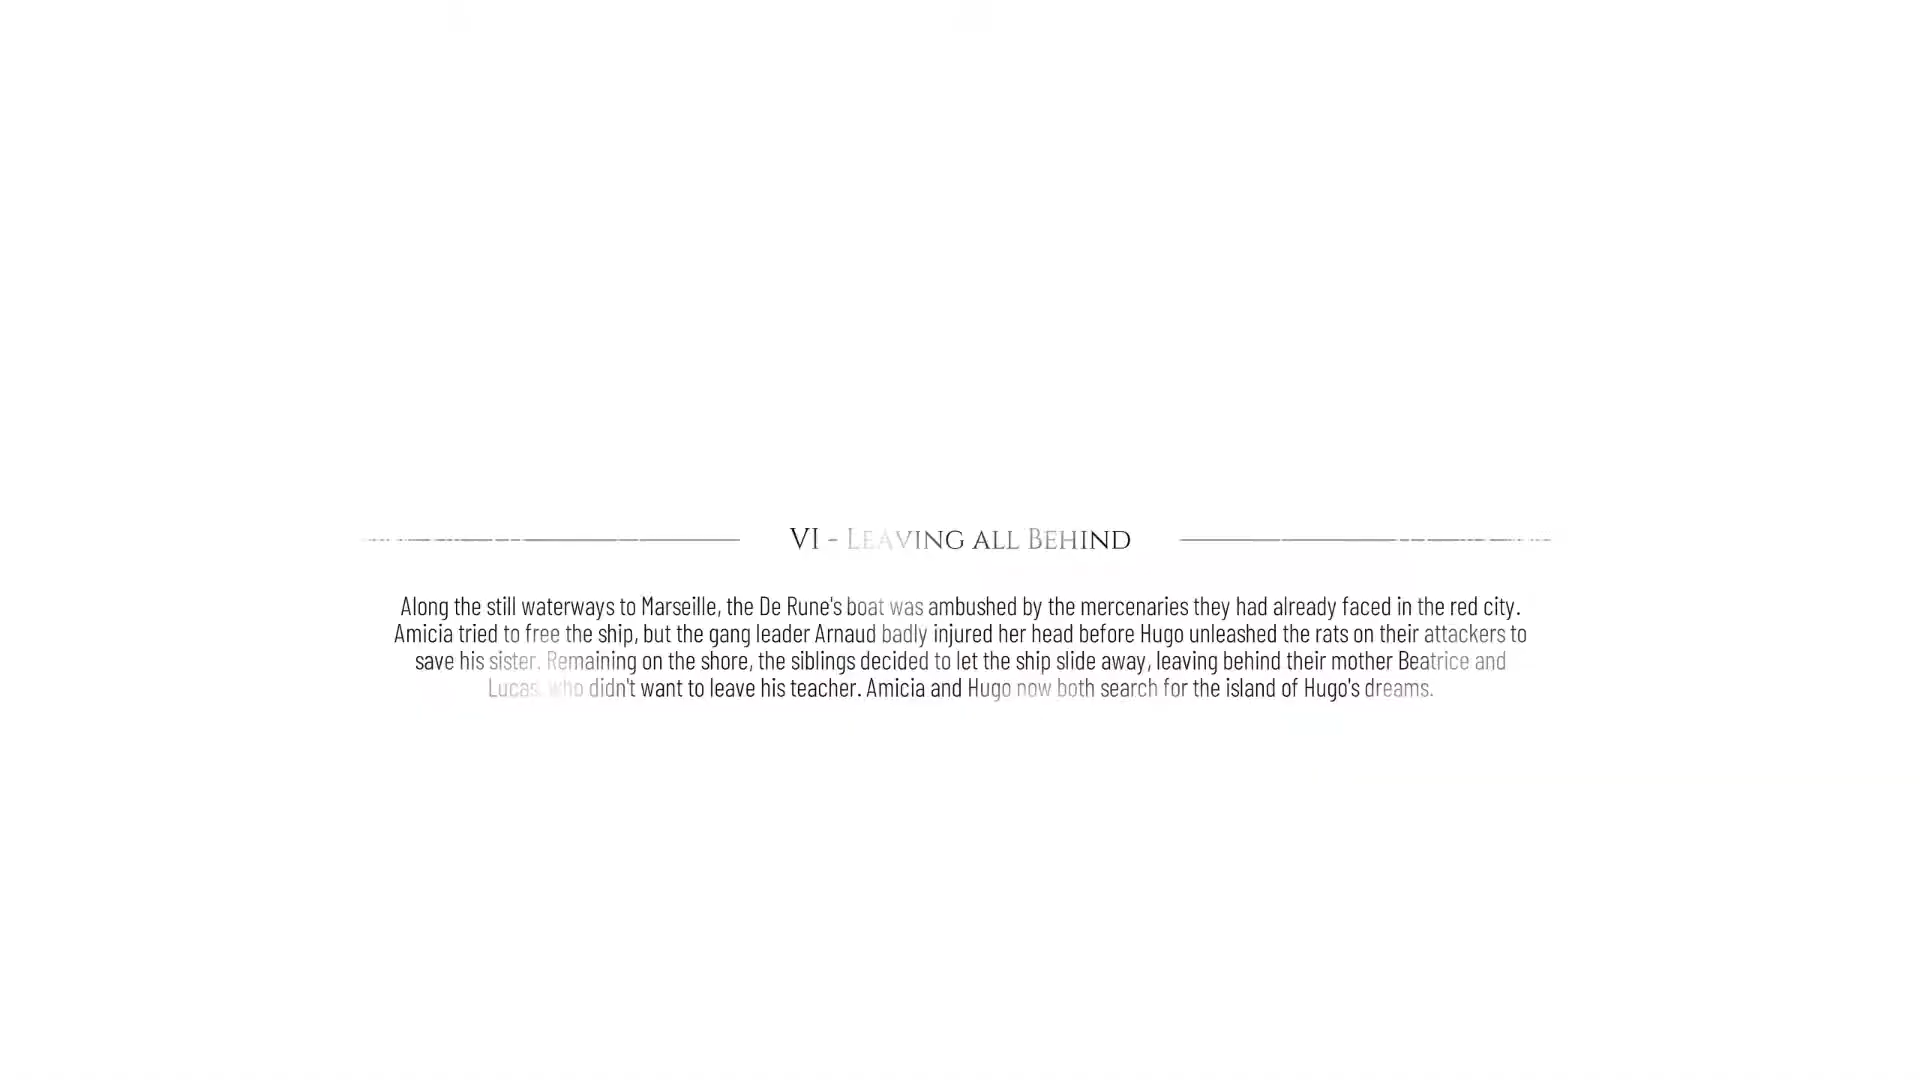 VI - Leaving all Behind
Along the still waterways to Marseille, the De Rune's boat was ambushed by the mercenaries they had already faced in the red city.
Amicia tried to free the ship, but the gang leader Arnaud badly injured her head before Hugo unleashed the rats on their attackers to
save his sister. Remaining on the shore, the siblings decided to let the ship slide away, leaving behind their mother Beatrice and
Lucas, who didn't want to leave his teacher. Amicia and Hugo now both search for the island of Hugo's dreams.